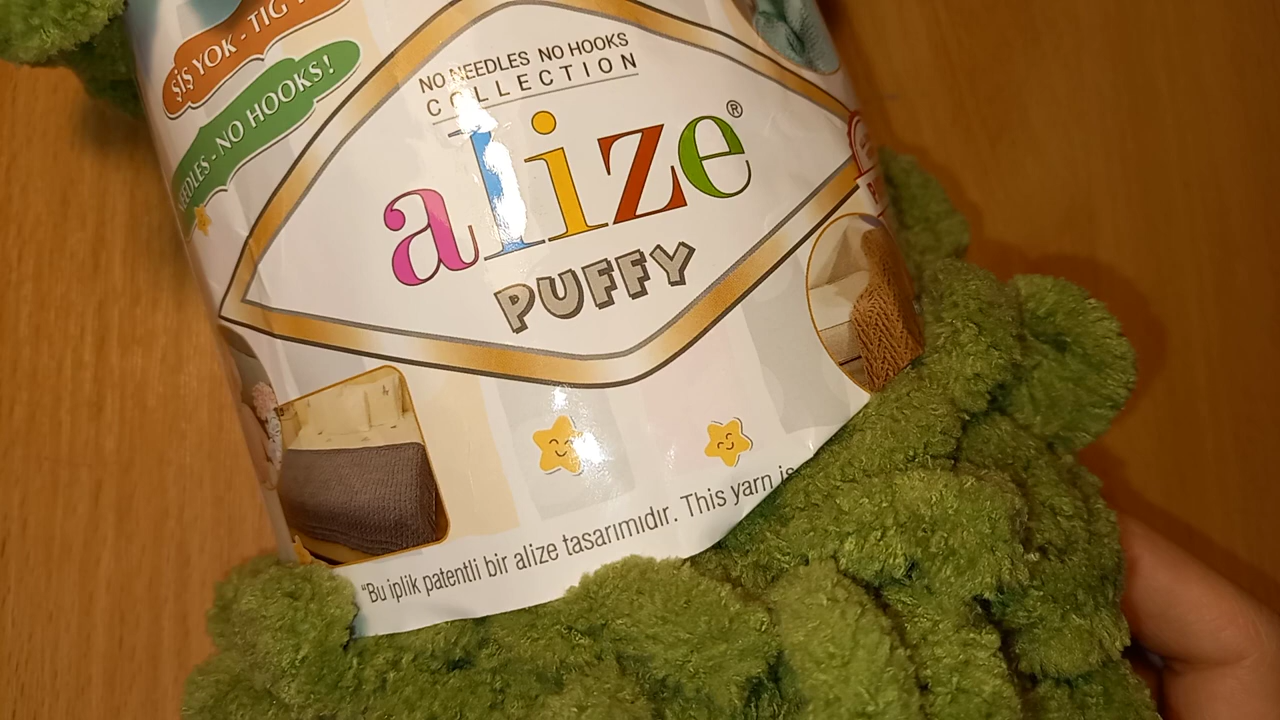 ŞİŞ YOK - TIĞ
NEEDLES - NO HOOKS!
NO NEEDLES NO HOOKS
COLLECTION
alize®
PUFFY
"Bu iplik patentli bir alize tasarımıdır. This yarn is